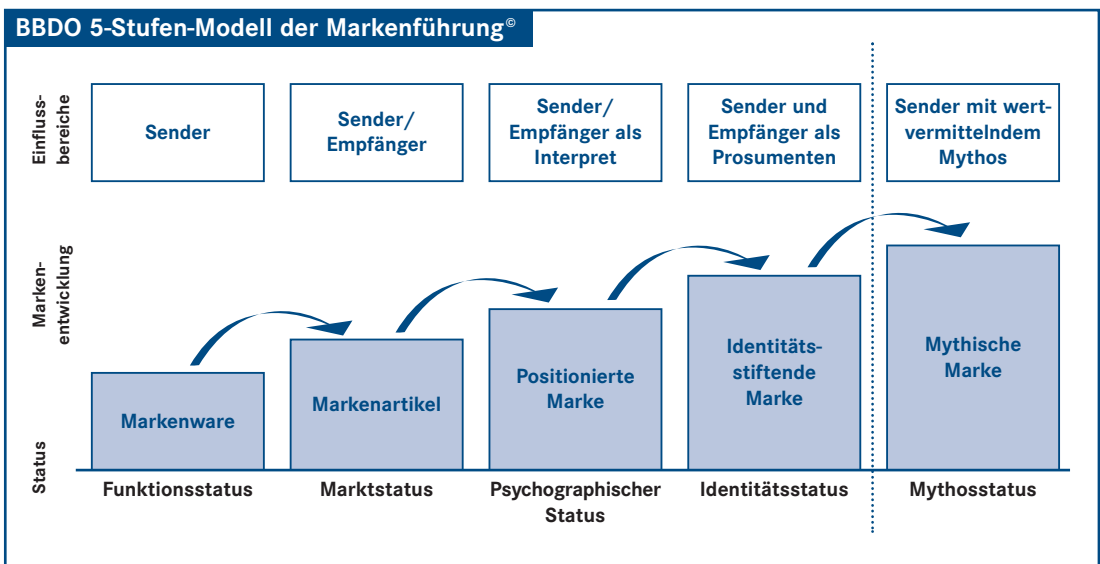 BBDO 5-Stufen-Modell der Markenführung©
Einfluss-
bereiche
Sender
Sender/
Empfänger
Sender/
Empfänger als
Interpret
Sender und
Empfänger als
Prosumenten
Sender mit wert-
vermittelndem
Mythos
Marken-
entwicklung
Markenware
Markenartikel
Positionierte
Marke
Identitäts-
stiftende
Marke
Mythische
Marke
Status
Funktionsstatus
Marktstatus
Psychographischer
Status
Identitätsstatus
Mythosstatus